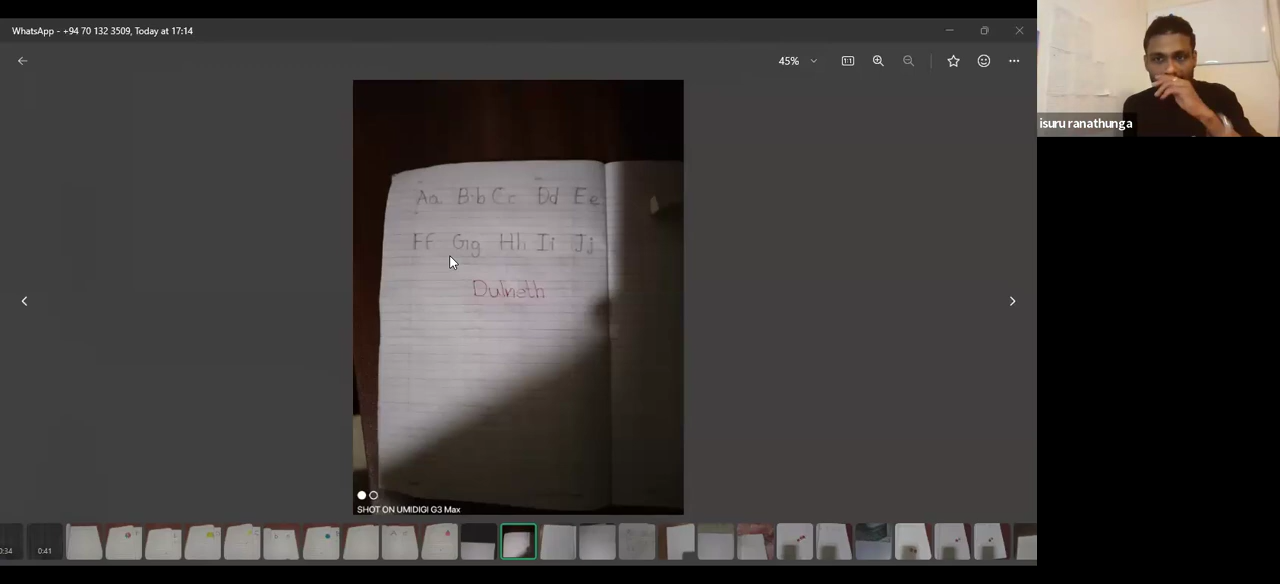 WhatsApp - +94 70 132 3509, Today at 17:14
45%
isuru ranathunga
Aa Bb Cc Dd Ee
Ff Gg Hh Ii Jj
Dulneth
SHOT ON UMIDIGI G3 Max
0:34 0:41